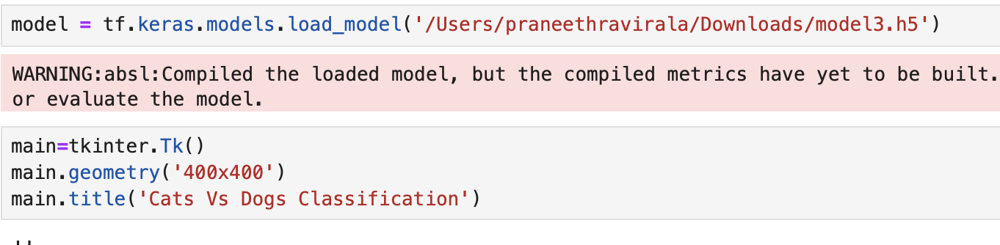 model = tf.keras.models.load_model('/Users/praneethravirala/Downloads/model3.h5')
WARNING:absl:Compiled the loaded model, but the compiled metrics have yet to be built.
or evaluate the model.
main=tkinter.Tk()
main.geometry('400x400')
main.title('Cats Vs Dogs Classification')